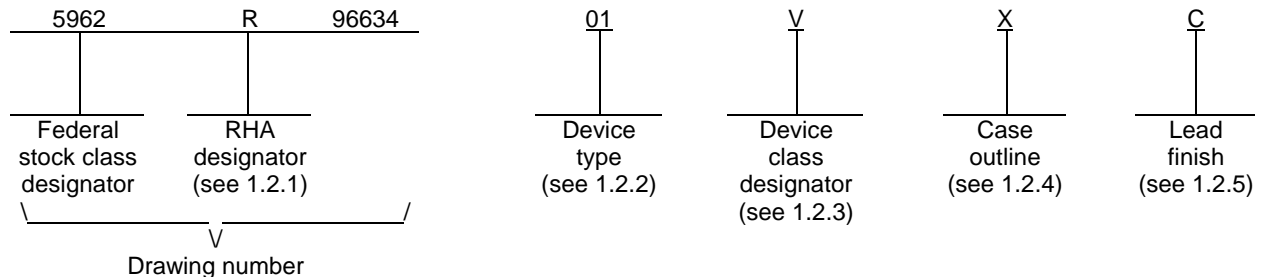 5962 R 96634 01 V X C
Federal stock class designator
RHA designator (see 1.2.1)
Device type (see 1.2.2)
Device class designator (see 1.2.3)
Case outline (see 1.2.4)
Lead finish (see 1.2.5)
Drawing number